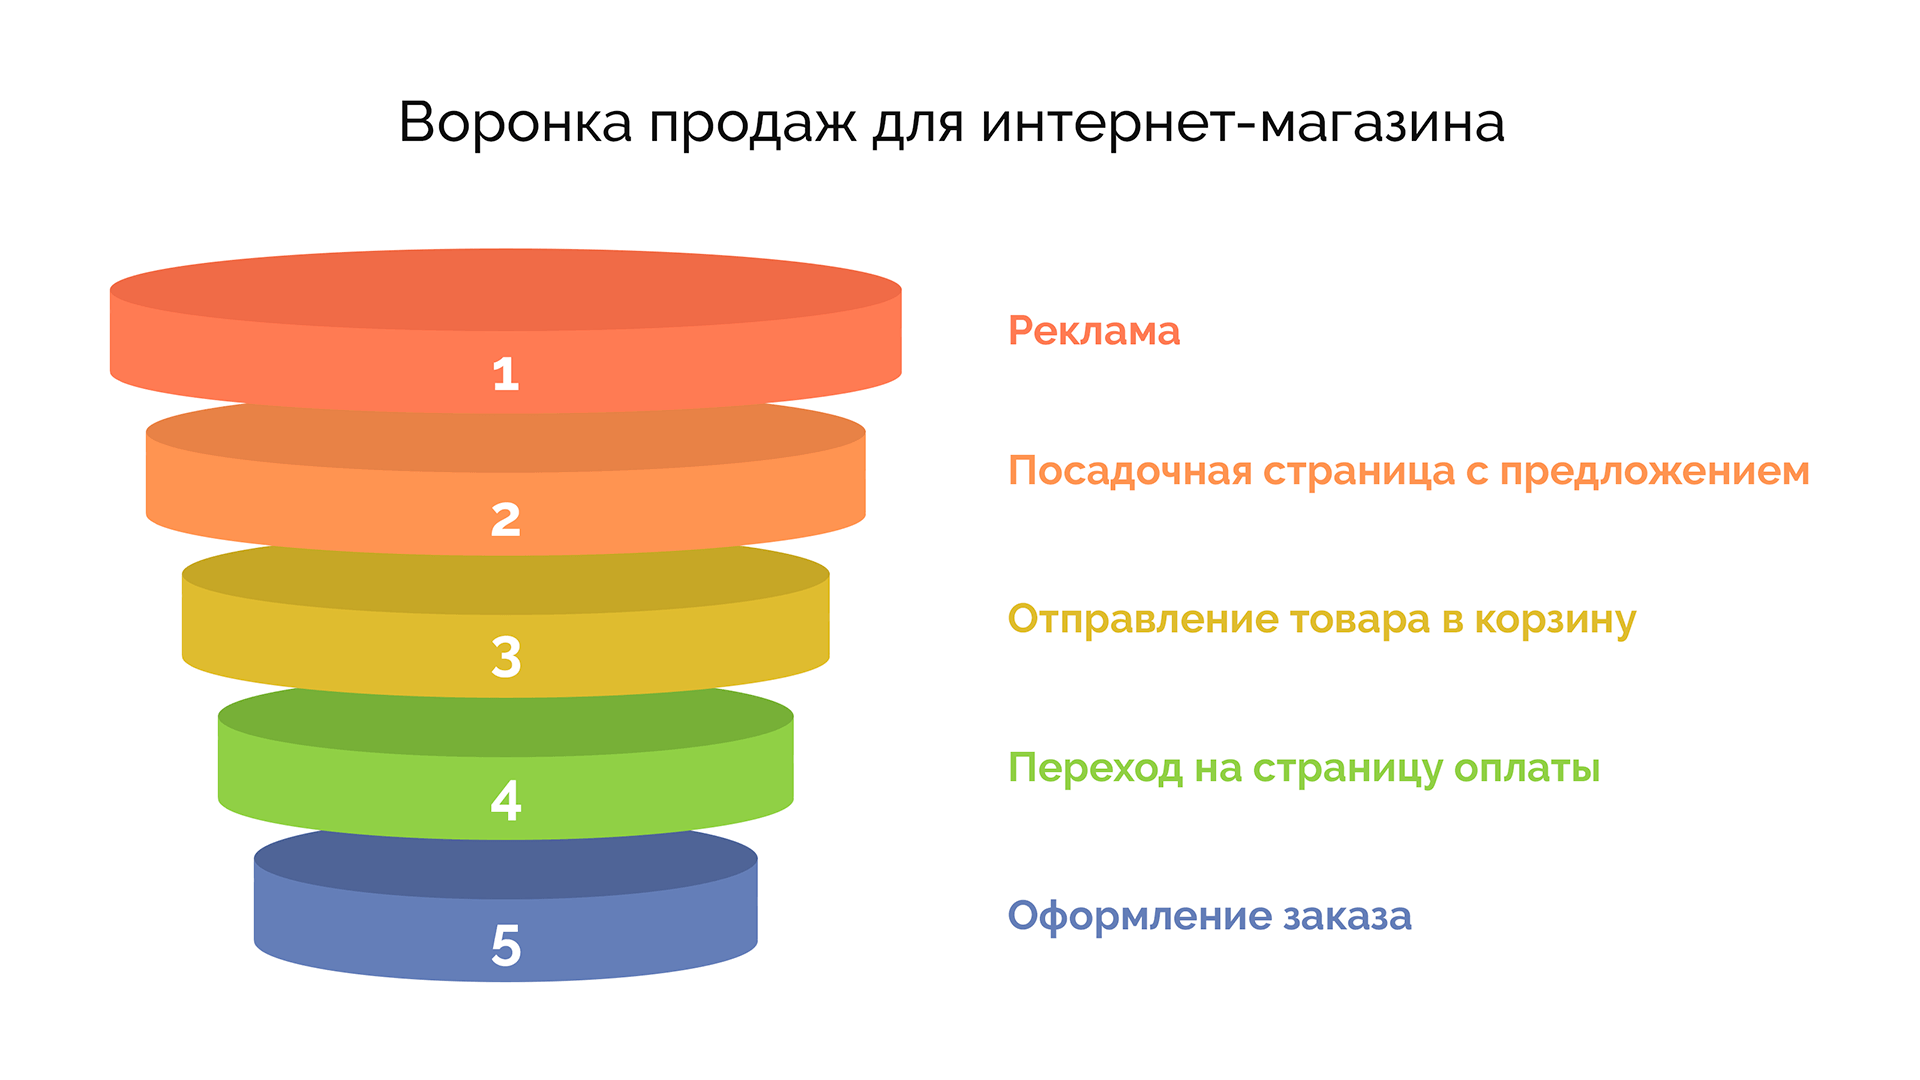 Воронка продаж для интернет-магазина
1
Реклама
2
Посадочная страница с предложением
3
Отправление товара в корзину
4
Переход на страницу оплаты
5
Оформление заказа